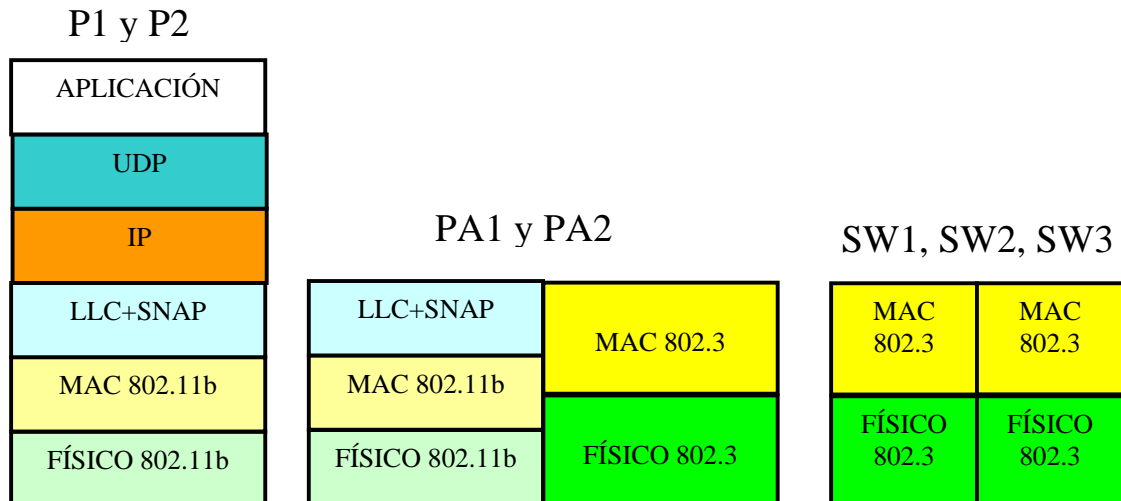 P1 y P2
APLICACIÓN
UDP
IP
LLC+SNAP
MAC 802.11b
FÍSICO 802.11b
PA1 y PA2
LLC+SNAP
MAC 802.11b
FÍSICO 802.11b
MAC 802.3
FÍSICO 802.3
SW1, SW2, SW3
MAC
802.3
MAC
802.3
FÍSICO
802.3
FÍSICO
802.3